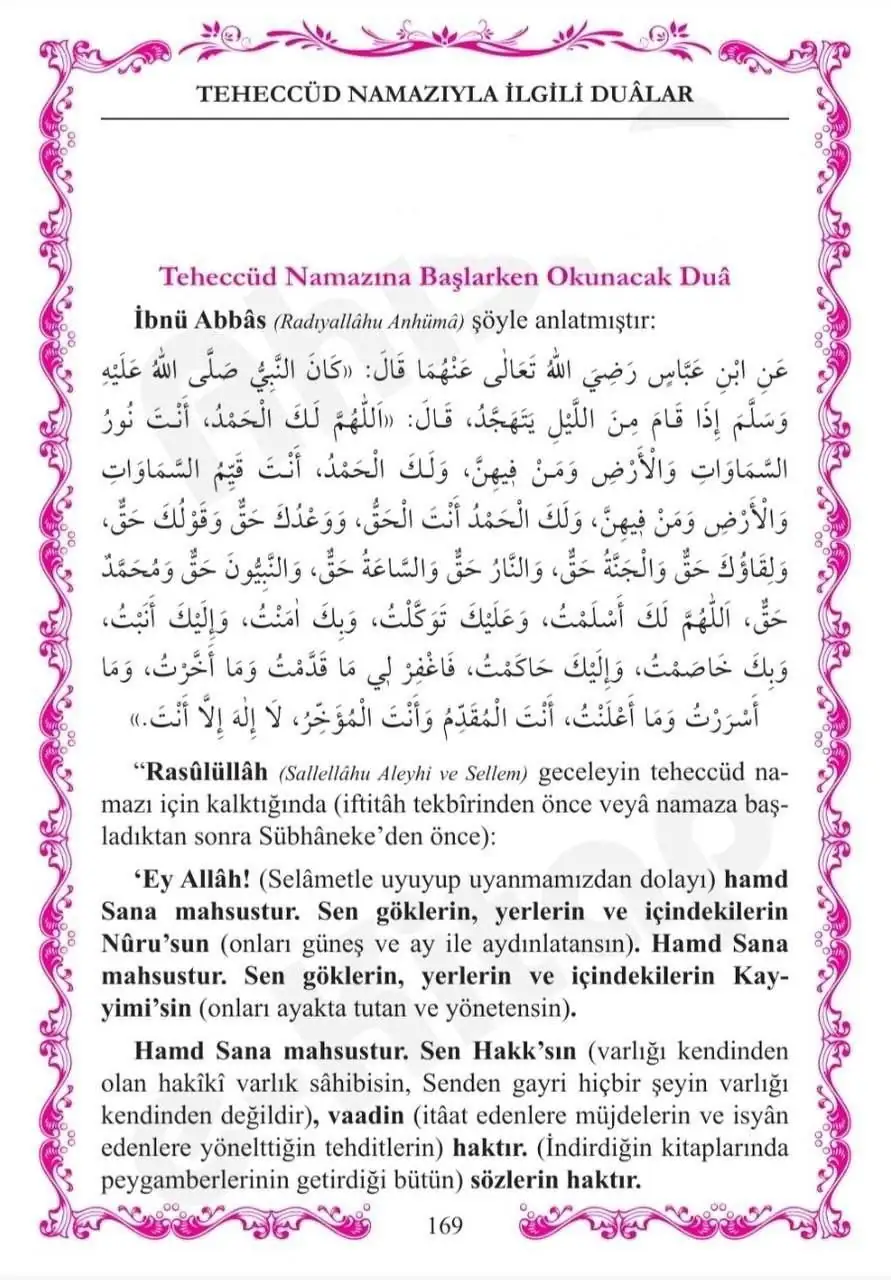 TEHECCÜD NAMAZIYLA İLGİLİ DUÂLAR
Teheccüd Namazına Başlarken Okunacak Duâ
İbnü Abbâs (Radıyallâhu Anhümâ) şöyle anlatmıştır:
عَنِ ابْنِ عَبَّاسٍ رَضِيَ اللّٰهُ تَعَالٰى عَنْهُمَا قَالَ: «كَانَ النَّبِيُّ صَلَّى اللّٰهُ عَلَيْهِ
وَسَلَّمَ إِذَا قَامَ مِنَ اللَّيْلِ يَتَهَجَّدُ، قَالَ: «اَللّٰهُمَّ لَكَ الْحَمْدُ، أَنْتَ نُورُ
السَّمَاوَاتِ وَالْأَرْضِ وَمَنْ فِيهِنَّ، وَلَكَ الْحَمْدُ، أَنْتَ قَيِّمُ السَّمَاوَاتِ
وَالْأَرْضِ وَمَنْ فِيهِنَّ، وَلَكَ الْحَمْدُ أَنْتَ الْحَقُّ، وَوَعْدُكَ حَقٌّ وَقَوْلُكَ حَقٌّ،
وَلِقَاؤُكَ حَقٌّ وَالْجَنَّةُ حَقٌّ، وَالنَّارُ حَقٌّ وَالسَّاعَةُ حَقٌّ، وَالنَّبِيُّونَ حَقٌّ وَمُحَمَّدٌ
حَقٌّ، اَللّٰهُمَّ لَكَ أَسْلَمْتُ، وَعَلَيْكَ تَوَكَّلْتُ، وَبِكَ اٰمَنْتُ، وَإِلَيْكَ أَنَبْتُ،
وَبِكَ خَاصَمْتُ، وَإِلَيْكَ حَاكَمْتُ، فَاغْفِرْ لِي مَا قَدَّمْتُ وَمَا أَخَّرْتُ، وَمَا
أَسْرَرْتُ وَمَا أَعْلَنْتُ، أَنْتَ الْمُقَدِّمُ وَأَنْتَ الْمُؤَخِّرُ، لَا إِلٰهَ إِلَّا أَنْتَ.»
“Rasûlüllâh (Sallellâhu Aleyhi ve Sellem) geceleyin teheccüd na-
mazı için kalktığında (iftitâh tekbîrinden önce veyâ namaza baş-
ladıktan sonra Sübhâneke’den önce):
‘Ey Allâh! (Selâmetle uyuyup uyanmamızdan dolayı) hamd
Sana mahsustur. Sen göklerin, yerlerin ve içindekilerin
Nûru’sun (onları güneş ve ay ile aydınlatansın). Hamd Sana
mahsustur. Sen göklerin, yerlerin ve içindekilerin Kay-
yimi’sin (onları ayakta tutan ve yönetensin).
Hamd Sana mahsustur. Sen Hakk’sın (varlığı kendinden
olan hakîkî varlık sâhibisin, Senden gayri hiçbir şeyin varlığı
kendinden değildir), vaadin (itâat edenlere müjdelerin ve isyân
edenlere yönelttiğin tehditlerin) haktır. (İndirdiğin kitaplarında
peygamberlerinin getirdiği bütün) sözlerin haktır.
169